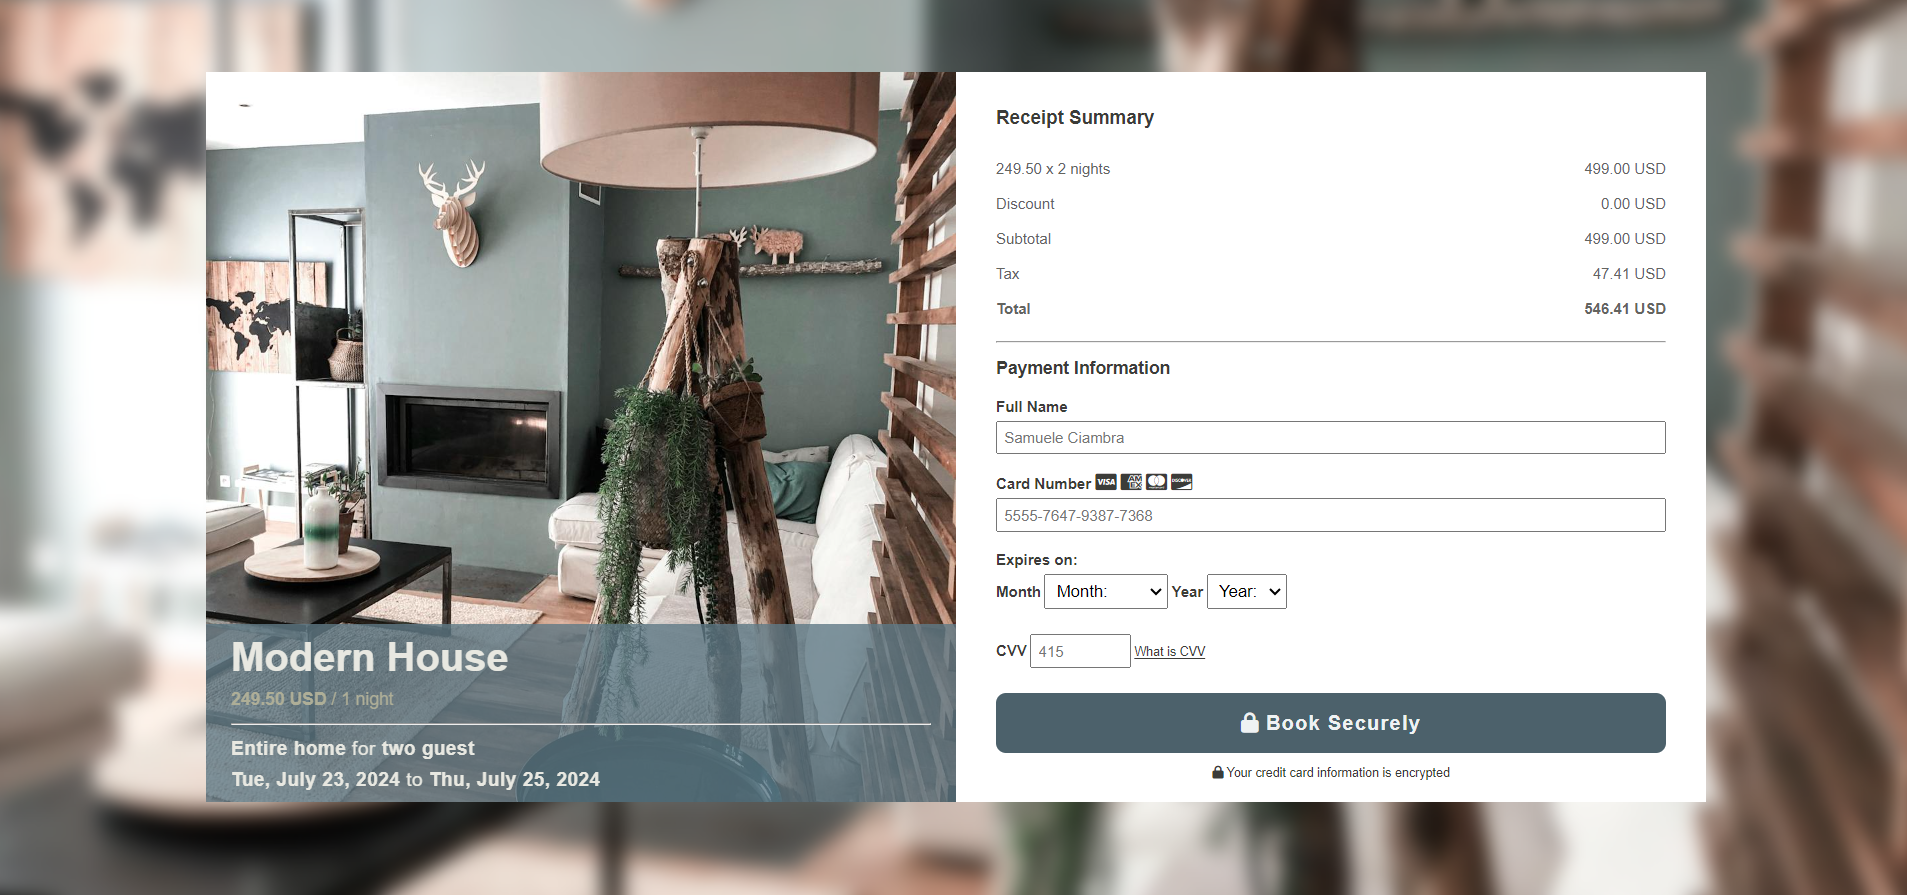 Modern House
249.50 USD / 1 night
Entire home for two guest
Tue, July 23, 2024 to Thu, July 25, 2024
Receipt Summary
249.50 x 2 nights 499.00 USD
Discount 0.00 USD
Subtotal 499.00 USD
Tax 47.41 USD
Total 546.41 USD
Payment Information
Full Name
Samuele Ciambra
Card Number VISA AM EX DISCOVER
5555-7647-9387-7368
Expires on:
Month Month: Year Year:
CVV 415 What is CVV
Book Securely
Your credit card information is encrypted